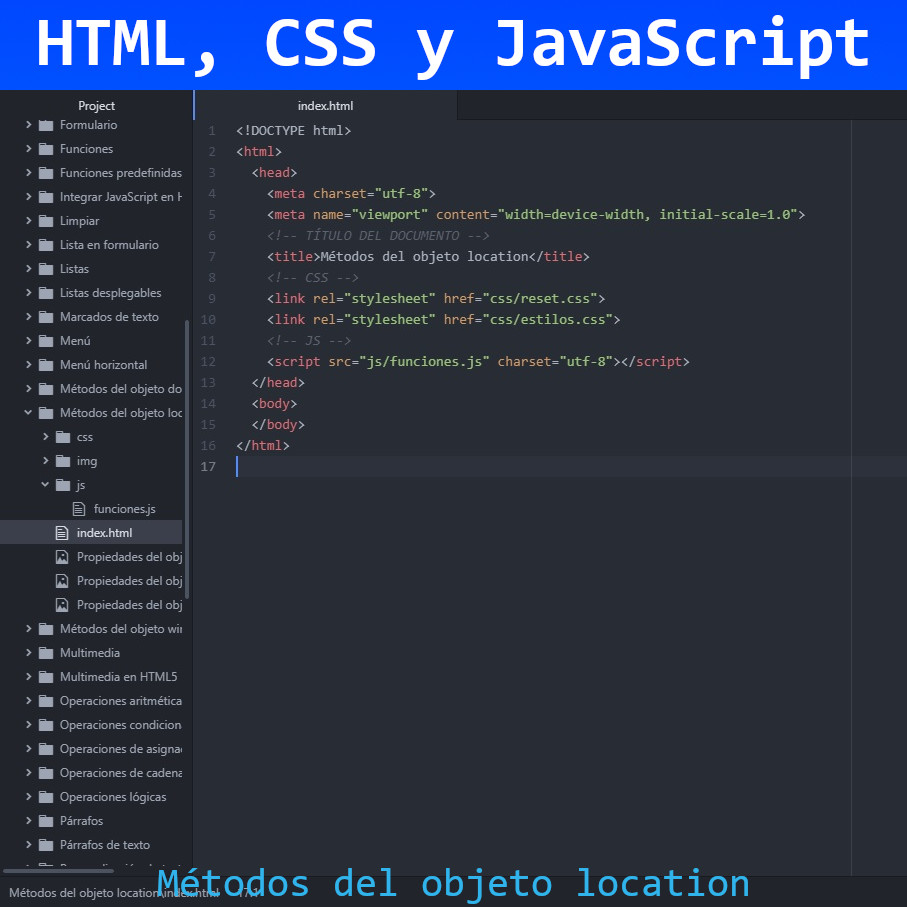 HTML, CSS y JavaScript
Project
Formulario
Funciones
Funciones predefinidas
Integrar JavaScript en H
Limpiar
Lista en formulario
Listas
Listas desplegables
Marcados de texto
Menú
Menú horizontal
Métodos del objeto do
Métodos del objeto loc
css
img
js
funciones.js
index.html
Propiedades del obj
Propiedades del obj
Propiedades del obj
Métodos del objeto wi
Multimedia
Multimedia en HTML5
Operaciones aritmética
Operaciones condicion
Operaciones de asigna
Operaciones de cadena
Operaciones lógicas
Párrafos
Párrafos de texto
index.html
1 <!DOCTYPE html>
2 <html>
3 <head>
4 <meta charset="utf-8">
5 <meta name="viewport" content="width=device-width, initial-scale=1.0">
6 <!-- TÍTULO DEL DOCUMENTO -->
7 <title>Métodos del objeto location</title>
8 <!-- CSS -->
9 <link rel="stylesheet" href="css/reset.css">
10 <link rel="stylesheet" href="css/estilos.css">
11 <!-- JS -->
12 <script src="js/funciones.js" charset="utf-8"></script>
13 </head>
14 <body>
15 </body>
16 </html>
17
Métodos del objeto location
Métodos del objeto location\index.html 17:1